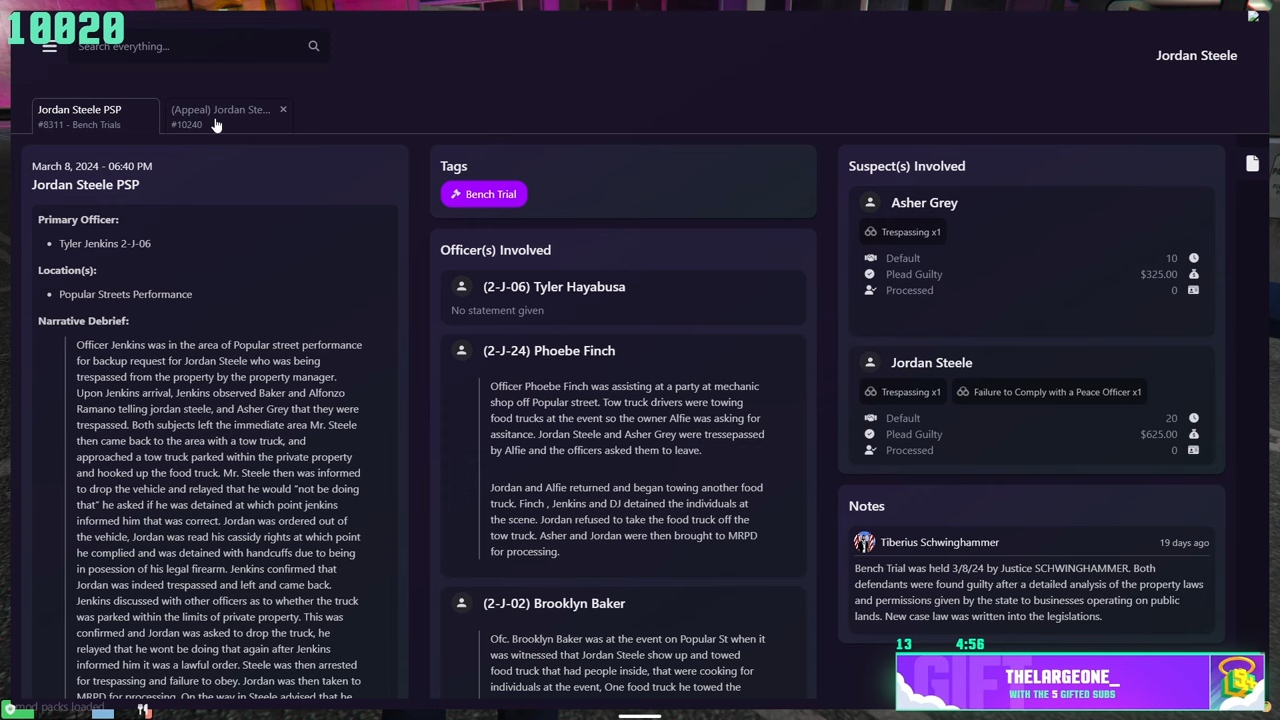 10020
Search everything...
Jordan Steele
Jordan Steele PSP
#8311 - Bench Trials
(Appeal) Jordan Ste...
#10240
March 8, 2024 - 06:40 PM
Jordan Steele PSP
Primary Officer:
Tyler Jenkins 2-J-06
Location(s):
Popular Streets Performance
Narrative Debrief:
Officer Jenkins was in the area of Popular street performance
for backup request for Jordan Steele who was being
trespassed from the property by the property manager.
Upon Jenkins arrival, Jenkins observed Baker and Alfonzo
Ramano telling jordan steele, and Asher Grey that they were
trespassed. Both subjects left the immediate area Mr. Steele
then came back to the area with a tow truck, and
approached a tow truck parked within the private property
and hooked up the food truck. Mr. Steele then was informed
to drop the vehicle and relayed that he would "not be doing
that" he asked if he was detained at which point jenkins
informed him that was correct. Jordan was ordered out of
the vehicle, Jordan was read his cassidy rights at which point
he complied and was detained with handcuffs due to being
in posession of his legal firearm. Jenkins confirmed that
Jordan was indeed trespassed and left and came back.
Jenkins discussed with other officers as to whether the truck
was parked within the limits of private property. This was
confirmed and Jordan was asked to drop the truck, he
relayed that he wont be doing that again after Jenkins
informed him it was a lawful order. Steele was then arrested
for trespassing and failure to obey. Jordan was then taken to
MRPD for processing. On the way in Steele advised that he
mod packs loaded
Tags
Bench Trial
Officer(s) Involved
(2-J-06) Tyler Hayabusa
No statement given
(2-J-24) Phoebe Finch
Officer Phoebe Finch was assisting at a party at mechanic
shop off Popular street. Tow truck drivers were towing
food trucks at the event so the owner Alfie was asking for
assitance. Jordan Steele and Asher Grey were tressepassed
by Alfie and the officers asked them to leave.
Jordan and Alfie returned and began towing another food
truck. Finch , Jenkins and DJ detained the individuals at
the scene. Jordan refused to take the food truck off the
tow truck. Asher and Jordan were then brought to MRPD
for processing.
(2-J-02) Brooklyn Baker
Ofc. Brooklyn Baker was at the event on Popular St when it
was witnessed that Jordan Steele show up and towed
food truck that had people inside, that were cooking for
individuals at the event, One food truck he towed the
Suspect(s) Involved
Asher Grey
Trespassing x1
Default 10
Plead Guilty $325.00
Processed 0
Jordan Steele
Trespassing x1 Failure to Comply with a Peace Officer x1
Default 20
Plead Guilty $625.00
Processed 0
Notes
Tiberius Schwinghammer 19 days ago
Bench Trial was held 3/8/24 by Justice SCHWINGHAMMER. Both
defendants were found guilty after a detailed analysis of the property laws
and permissions given by the state to businesses operating on public
lands. New case law was written into the legislations.
13 4:56
GIFT
THELARGEONE_
WITH THE 5 GIFTED SUBS